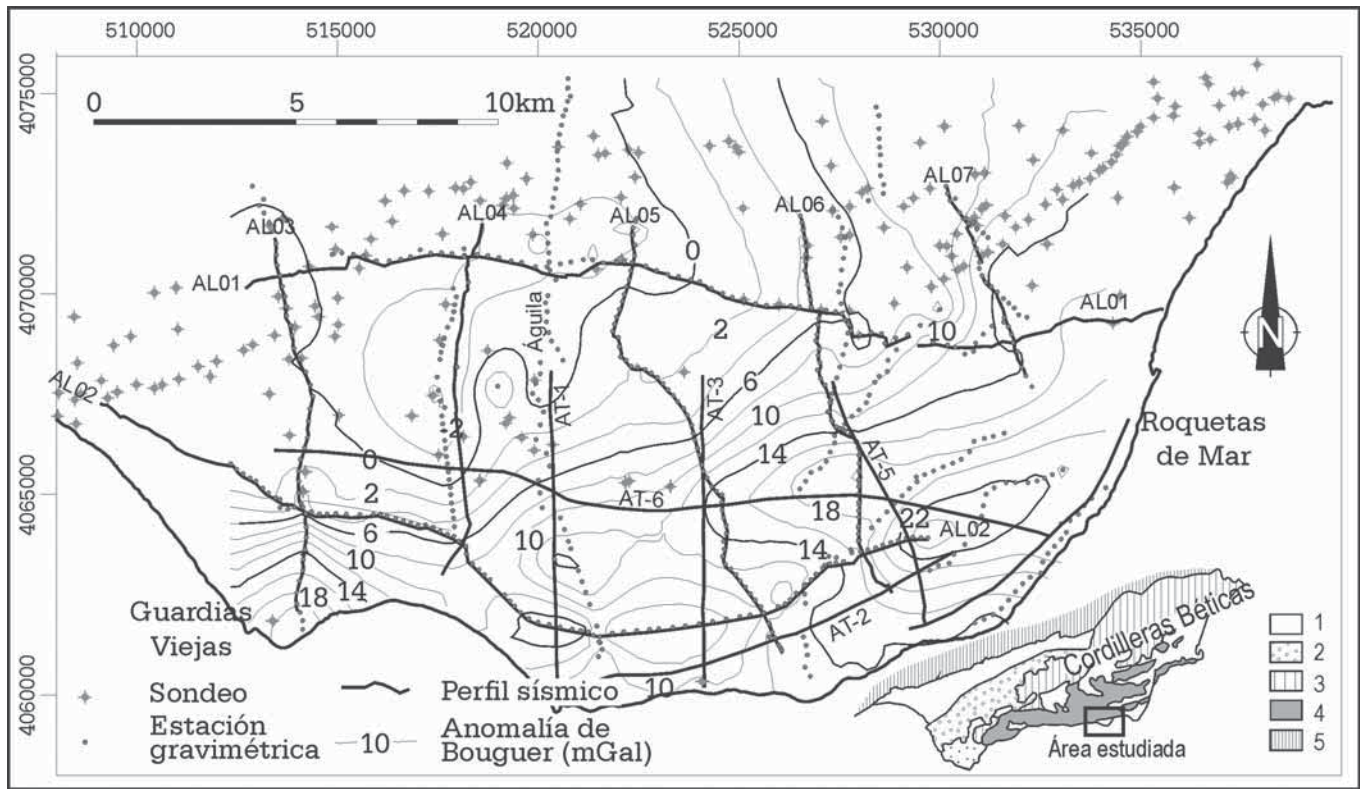 510000 515000 520000 525000 530000 535000
4075000
4070000
4065000
4060000
0 5 10km
AL03
AL04
AL05
AL06
AL07
AL01
AL01
AL02
0
2
10
Águila
AT-1
AT-3
6
10
14
2
0
2
6
10
14
18
AT-6
10
18
14
22
AT-5
AL02
AT-2
10
Roquetas
de Mar
Guardias
Viejas
N
Sondeo
Perfil sísmico
Estación
gravimétrica
10
Anomalía de
Bouguer (mGal)
Cordilleras Béticas
Área estudiada
1
2
3
4
5